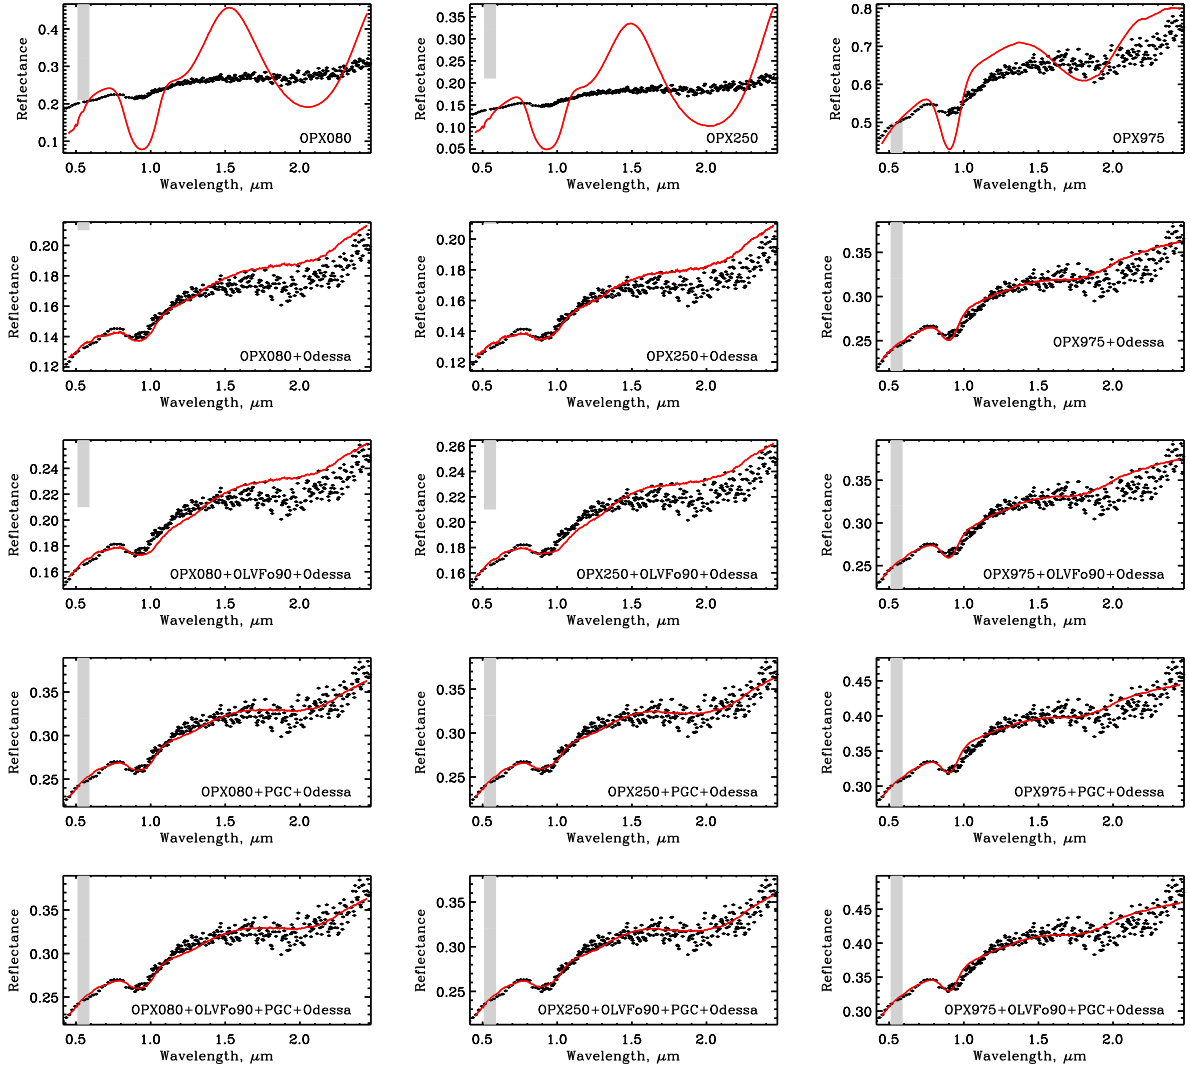 Reflectance
0.4
0.3
0.2
0.1
OPX080
0.5 1.0 1.5 2.0
Wavelength, μm
Reflectance
0.35
0.30
0.25
0.20
0.15
0.10
0.05
OPX250
0.5 1.0 1.5 2.0
Wavelength, μm
Reflectance
0.8
0.7
0.6
0.5
OPX975
0.5 1.0 1.5 2.0
Wavelength, μm
Reflectance
0.20
0.18
0.16
0.14
0.12
OPX080+Odessa
0.5 1.0 1.5 2.0
Wavelength, μm
Reflectance
0.20
0.18
0.16
0.14
0.12
OPX250+Odessa
0.5 1.0 1.5 2.0
Wavelength, μm
Reflectance
0.35
0.30
0.25
OPX975+Odessa
0.5 1.0 1.5 2.0
Wavelength, μm
Reflectance
0.24
0.22
0.20
0.18
0.16
OPX080+OLVFo90+Odessa
0.5 1.0 1.5 2.0
Wavelength, μm
Reflectance
0.26
0.24
0.22
0.20
0.18
0.16
OPX250+OLVFo90+Odessa
0.5 1.0 1.5 2.0
Wavelength, μm
Reflectance
0.35
0.30
0.25
OPX975+OLVFo90+Odessa
0.5 1.0 1.5 2.0
Wavelength, μm
Reflectance
0.35
0.30
0.25
OPX080+PGC+Odessa
0.5 1.0 1.5 2.0
Wavelength, μm
Reflectance
0.35
0.30
0.25
OPX250+PGC+Odessa
0.5 1.0 1.5 2.0
Wavelength, μm
Reflectance
0.45
0.40
0.35
0.30
OPX975+PGC+Odessa
0.5 1.0 1.5 2.0
Wavelength, μm
Reflectance
0.35
0.30
0.25
OPX080+OLVFo90+PGC+Odessa
0.5 1.0 1.5 2.0
Wavelength, μm
Reflectance
0.35
0.30
0.25
OPX250+OLVFo90+PGC+Odessa
0.5 1.0 1.5 2.0
Wavelength, μm
Reflectance
0.45
0.40
0.35
0.30
OPX975+OLVFo90+PGC+Odessa
0.5 1.0 1.5 2.0
Wavelength, μm